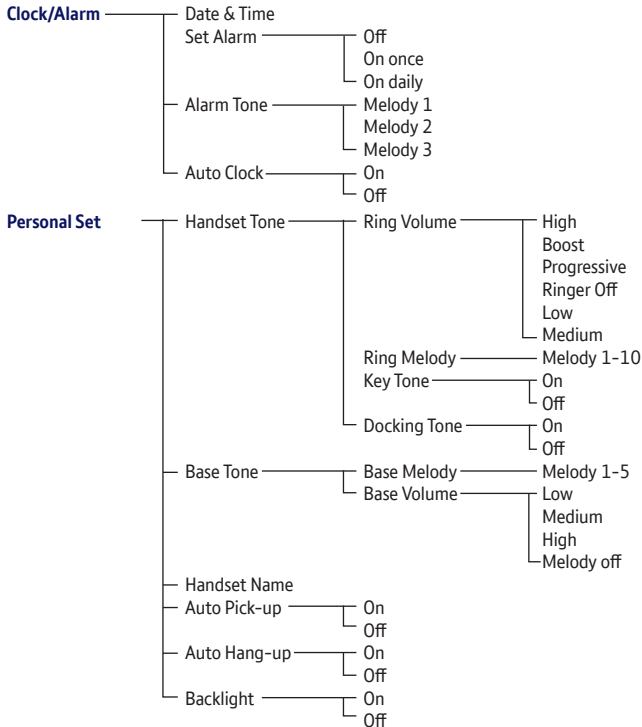 Clock/Alarm Date & Time
Set Alarm Off
On once
On daily
Alarm Tone Melody 1
Melody 2
Melody 3
Auto Clock On
Off
Personal Set Handset Tone Ring Volume High
Boost
Progressive
Ringer Off
Low
Medium
Ring Melody Melody 1-10
Key Tone On
Off
Docking Tone On
Off
Base Tone Base Melody Melody 1-5
Base Volume Low
Medium
High
Melody off
Handset Name
Auto Pick-up On
Off
Auto Hang-up On
Off
Backlight On
Off